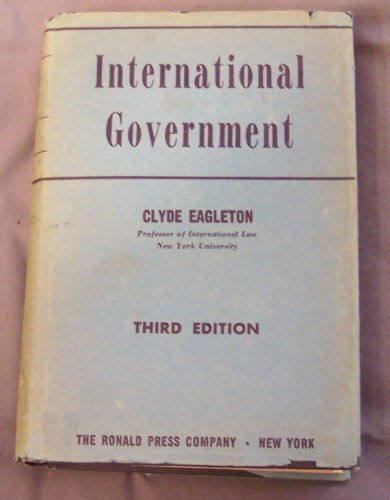 International
Government
CLYDE EAGLETON
Professor of International Law
New York University
THIRD EDITION
THE RONALD PRESS COMPANY • NEW YORK